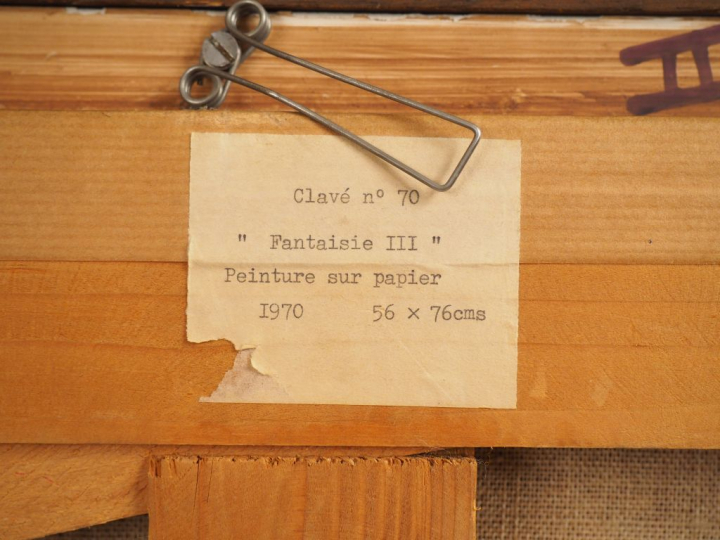 Clavé nº 70
" Fantaisie III "
Peinture sur papier
I970 56 × 76cms